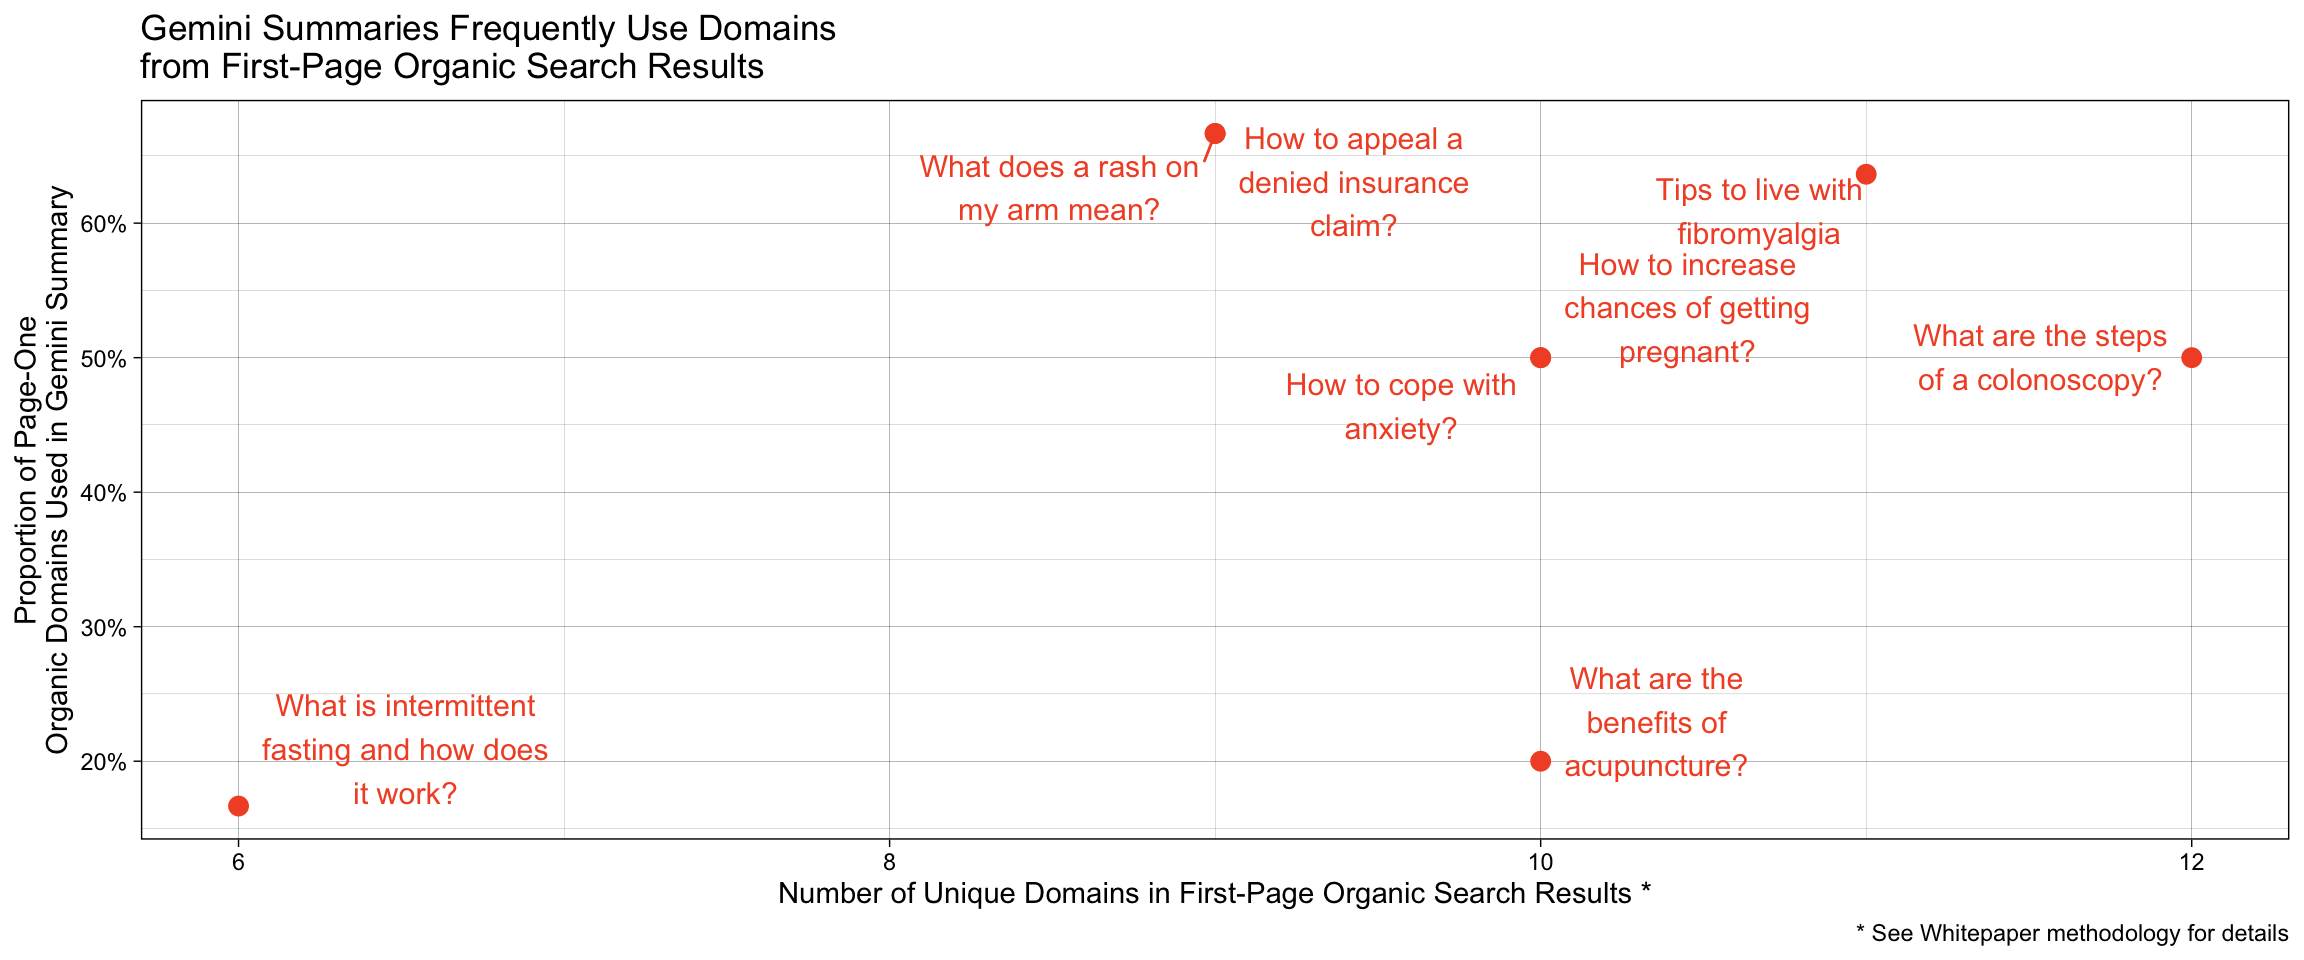 Gemini Summaries Frequently Use Domains
from First-Page Organic Search Results
Proportion of Page-One
Organic Domains Used in Gemini Summary
60%
50%
40%
30%
20%
What does a rash on
my arm mean?
How to appeal a
denied insurance
claim?
Tips to live with
fibromyalgia
How to increase
chances of getting
pregnant?
What are the steps
of a colonoscopy?
How to cope with
anxiety?
What are the
benefits of
acupuncture?
What is intermittent
fasting and how does
it work?
6
8
10
12
Number of Unique Domains in First-Page Organic Search Results *
* See Whitepaper methodology for details